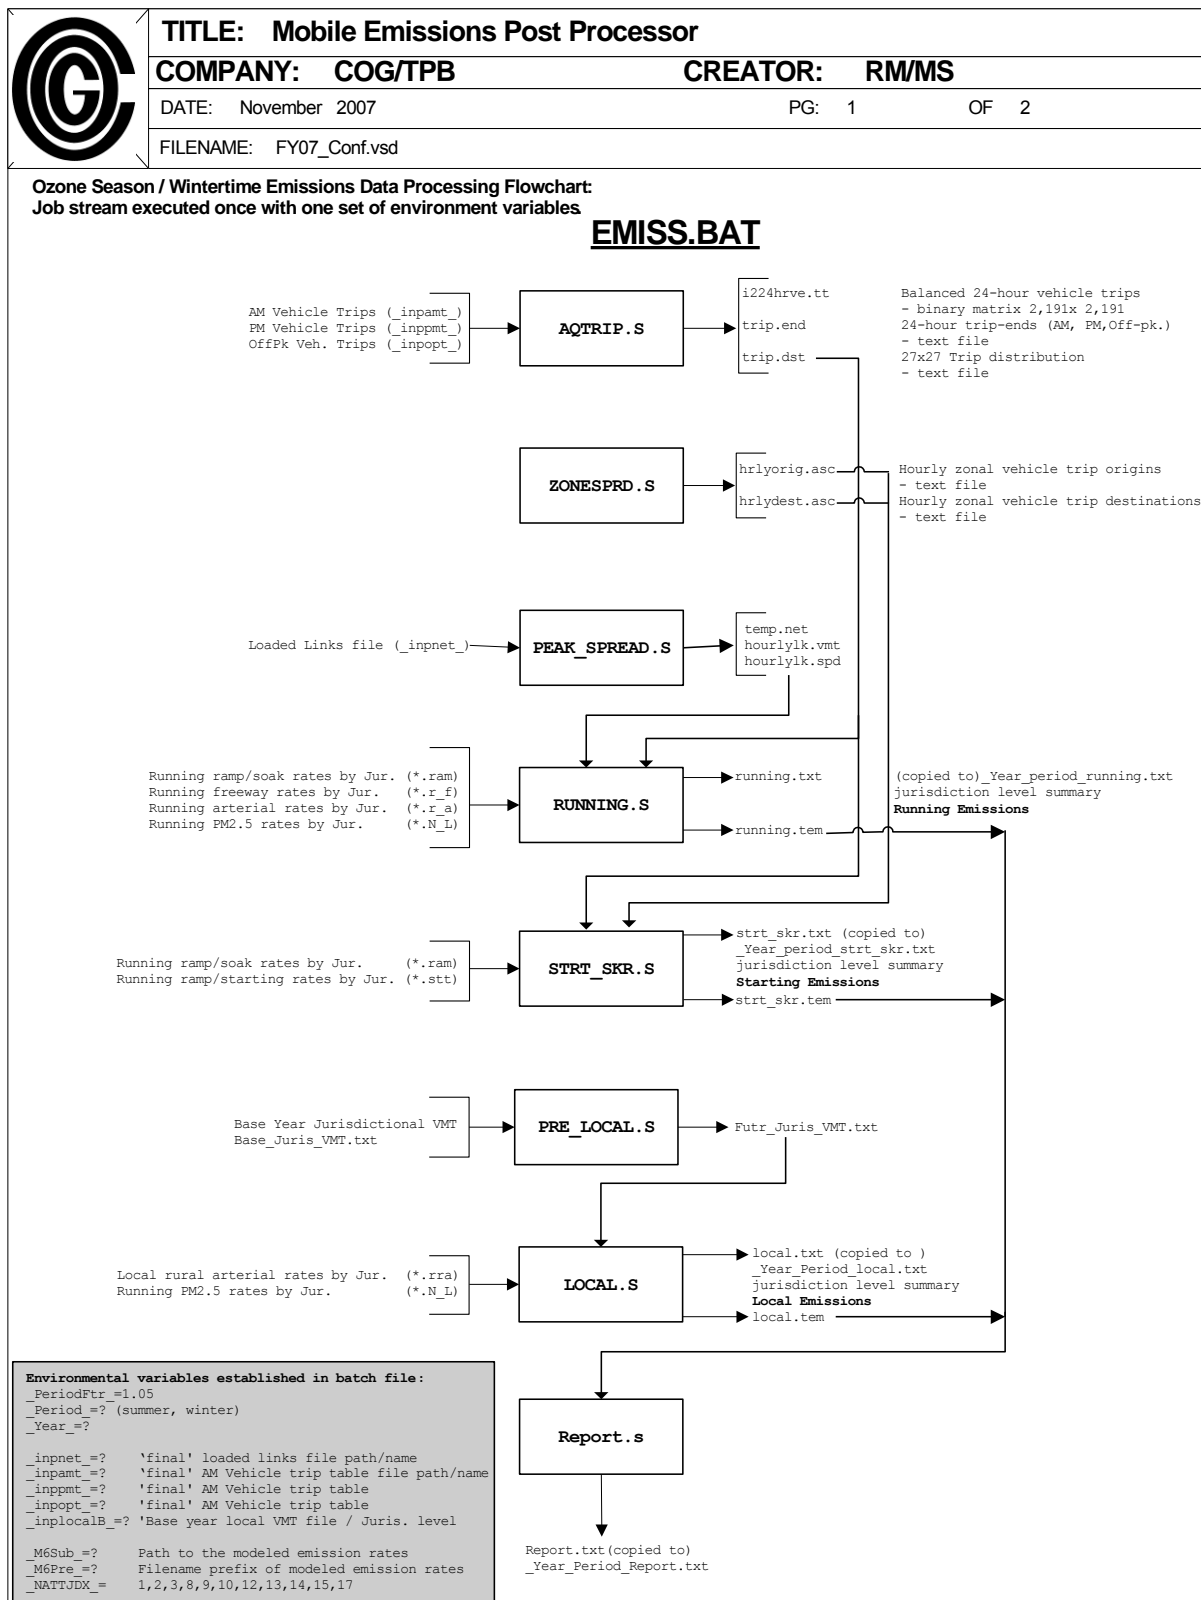 COG
TITLE: Mobile Emissions Post Processor
COMPANY: COG/TPB CREATOR: RM/MS
DATE: November 2007 PG: 1 OF 2
FILENAME: FY07_Conf.vsd
Ozone Season / Wintertime Emissions Data Processing Flowchart:
Job stream executed once with one set of environment variables.
EMISS.BAT
AM Vehicle Trips (_inpamt_)
PM Vehicle Trips (_inppmt_)
OffPk Veh. Trips (_inpopt_)
AQTRIP.S
i224hrve.tt
trip.end
trip.dst
Balanced 24-hour vehicle trips
- binary matrix 2,191x 2,191
24-hour trip-ends (AM, PM,Off-pk.)
- text file
27x27 Trip distribution
- text file
ZONESPRD.S
hrlyorig.asc
hrlydest.asc
Hourly zonal vehicle trip origins
- text file
Hourly zonal vehicle trip destinations
- text file
Loaded Links file (_inpnet_)
PEAK_SPREAD.S
temp.net
hourlylk.vmt
hourlylk.spd
Running ramp/soak rates by Jur. (*.ram)
Running freeway rates by Jur. (*.r_f)
Running arterial rates by Jur. (*.r_a)
Running PM2.5 rates by Jur. (*.N_L)
RUNNING.S
running.txt
running.tem
(copied to)_Year_period_running.txt
jurisdiction level summary
Running Emissions
Running ramp/soak rates by Jur. (*.ram)
Running ramp/starting rates by Jur. (*.stt)
STRT_SKR.S
strt_skr.txt (copied to)
_Year_period_strt_skr.txt
jurisdiction level summary
Starting Emissions
strt_skr.tem
Base Year Jurisdictional VMT
Base_Juris_VMT.txt
PRE_LOCAL.S
Futr_Juris_VMT.txt
Local rural arterial rates by Jur. (*.rra)
Running PM2.5 rates by Jur. (*.N_L)
LOCAL.S
local.txt (copied to )
_Year_Period_local.txt
jurisdiction level summary
Local Emissions
local.tem
Report.s
Report.txt(copied to)
_Year_Period_Report.txt
Environmental variables established in batch file:
_PeriodFtr_=1.05
_Period_=? (summer, winter)
_Year_=?
_inpnet_=? ‘final' loaded links file path/name
_inpamt_=? ‘final' AM Vehicle trip table file path/name
_inppmt_=? 'final' AM Vehicle trip table
_inpopt_=? 'final' AM Vehicle trip table
_inplocalB_=? 'Base year local VMT file / Juris. level
_M6Sub_=? Path to the modeled emission rates
_M6Pre_=? Filename prefix of modeled emission rates
_NATTJDX_= 1,2,3,8,9,10,12,13,14,15,17